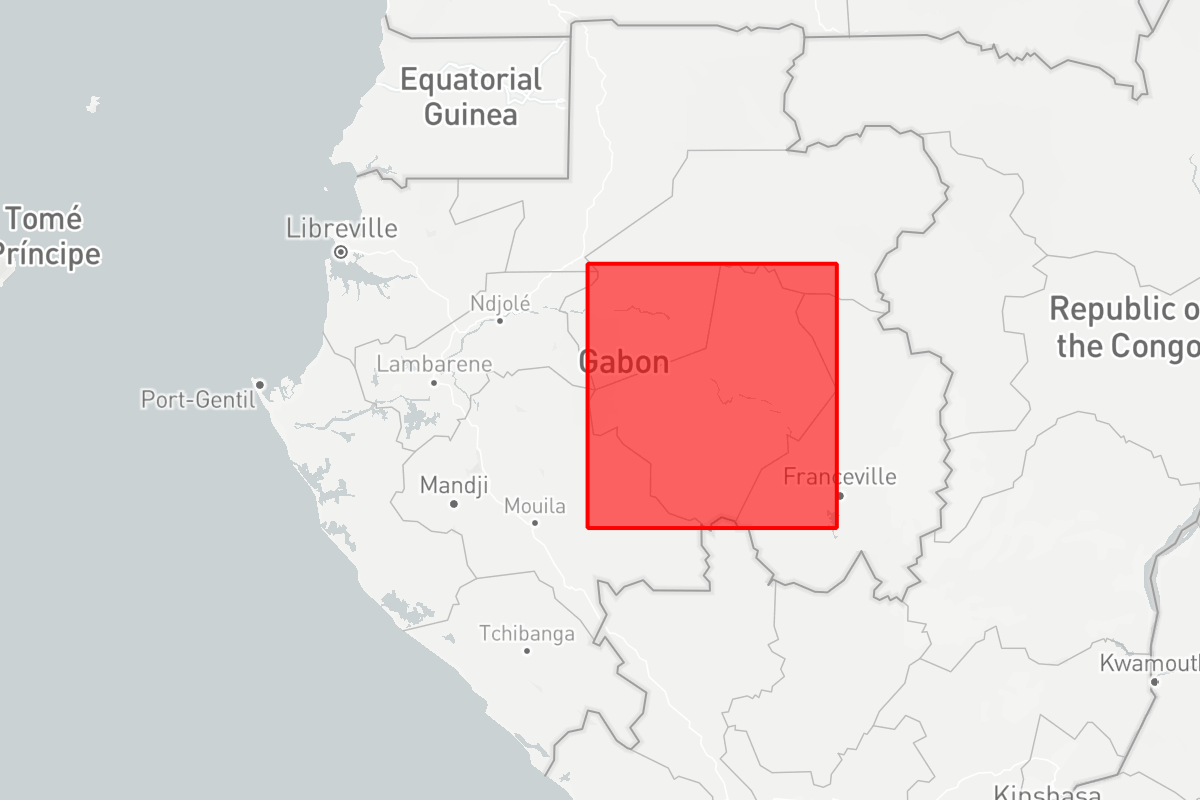 Equatorial
Guinea
Tomé
Príncipe
Libreville
Ndjolé
Republic o
the Congo
Gabon
Lambarene
Port-Gentil
Franceville
Mandji
Mouila
Tchibanga
Kwamouth
Kinshasa